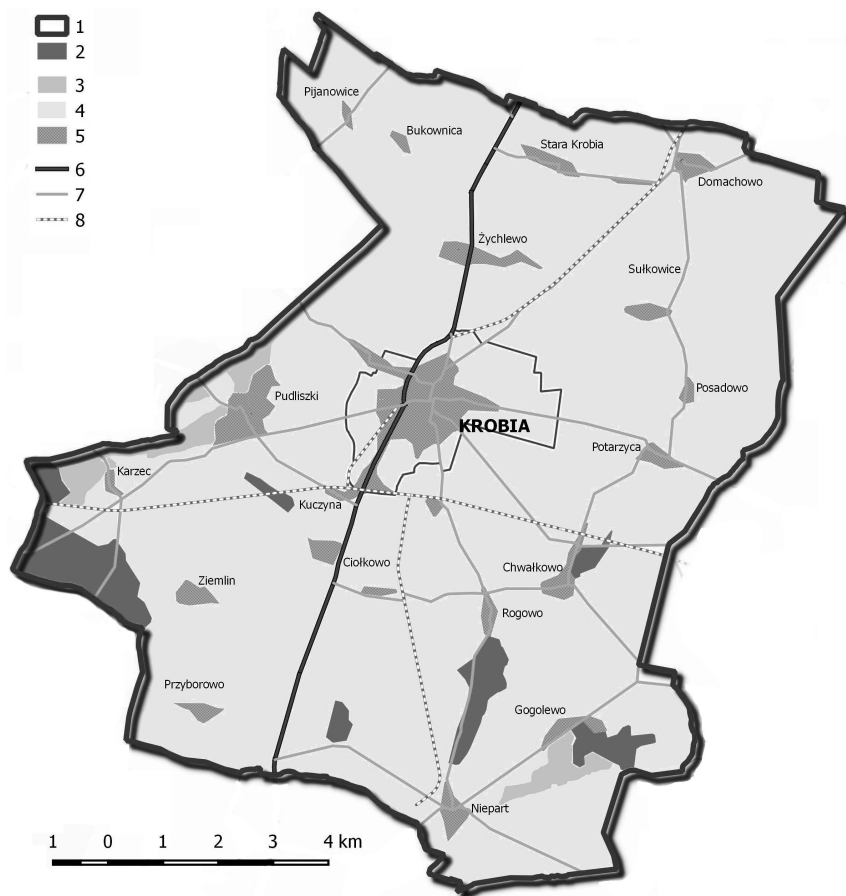 1
2
3
4
5
6
7
8
Pijanowice
Bukownica
Stara Krobia
Domachowo
Żychlewo
Sułkowice
Pudliszki
Posadowo
KROBIA
Potarzyca
Karzec
Kuczyna
Ciołkowo
Chwałkowo
Ziemlin
Rogowo
Przyborowo
Gogolewo
Niepart
1 0 1 2 3 4 km